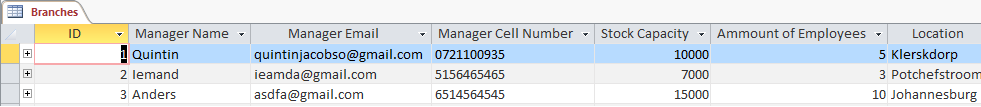 Branches
ID Manager Name Manager Email Manager Cell Number Stock Capacity Ammount of Employees Location
1 Quintin quintinjacobso@gmail.com 0721100935 10000 5 Klerskdorp
2 Iemand ieamda@gmail.com 5156465465 7000 3 Potchefstroom
3 Anders asdfa@gmail.com 6514564545 15000 10 Johannesburg